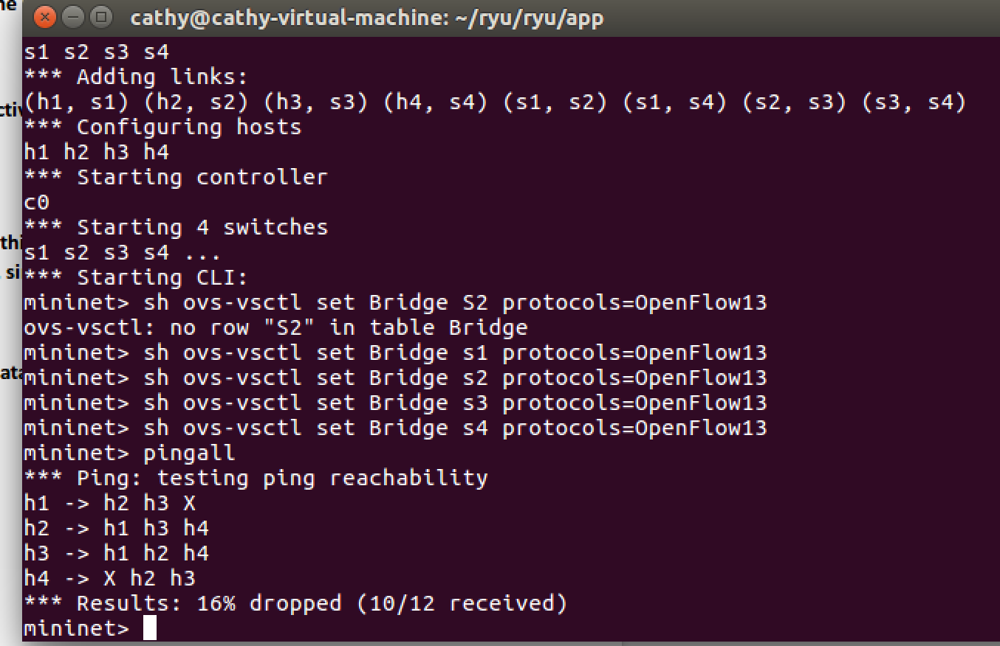 cathy@cathy-virtual-machine: ~/ryu/ryu/app
s1 s2 s3 s4
*** Adding links:
(h1, s1) (h2, s2) (h3, s3) (h4, s4) (s1, s2) (s1, s4) (s2, s3) (s3, s4)
*** Configuring hosts
h1 h2 h3 h4
*** Starting controller
c0
*** Starting 4 switches
s1 s2 s3 s4 ...
*** Starting CLI:
mininet> sh ovs-vsctl set Bridge S2 protocols=OpenFlow13
ovs-vsctl: no row "S2" in table Bridge
mininet> sh ovs-vsctl set Bridge s1 protocols=OpenFlow13
mininet> sh ovs-vsctl set Bridge s2 protocols=OpenFlow13
mininet> sh ovs-vsctl set Bridge s3 protocols=OpenFlow13
mininet> sh ovs-vsctl set Bridge s4 protocols=OpenFlow13
mininet> pingall
*** Ping: testing ping reachability
h1 -> h2 h3 X
h2 -> h1 h3 h4
h3 -> h1 h2 h4
h4 -> X h2 h3
*** Results: 16% dropped (10/12 received)
mininet>